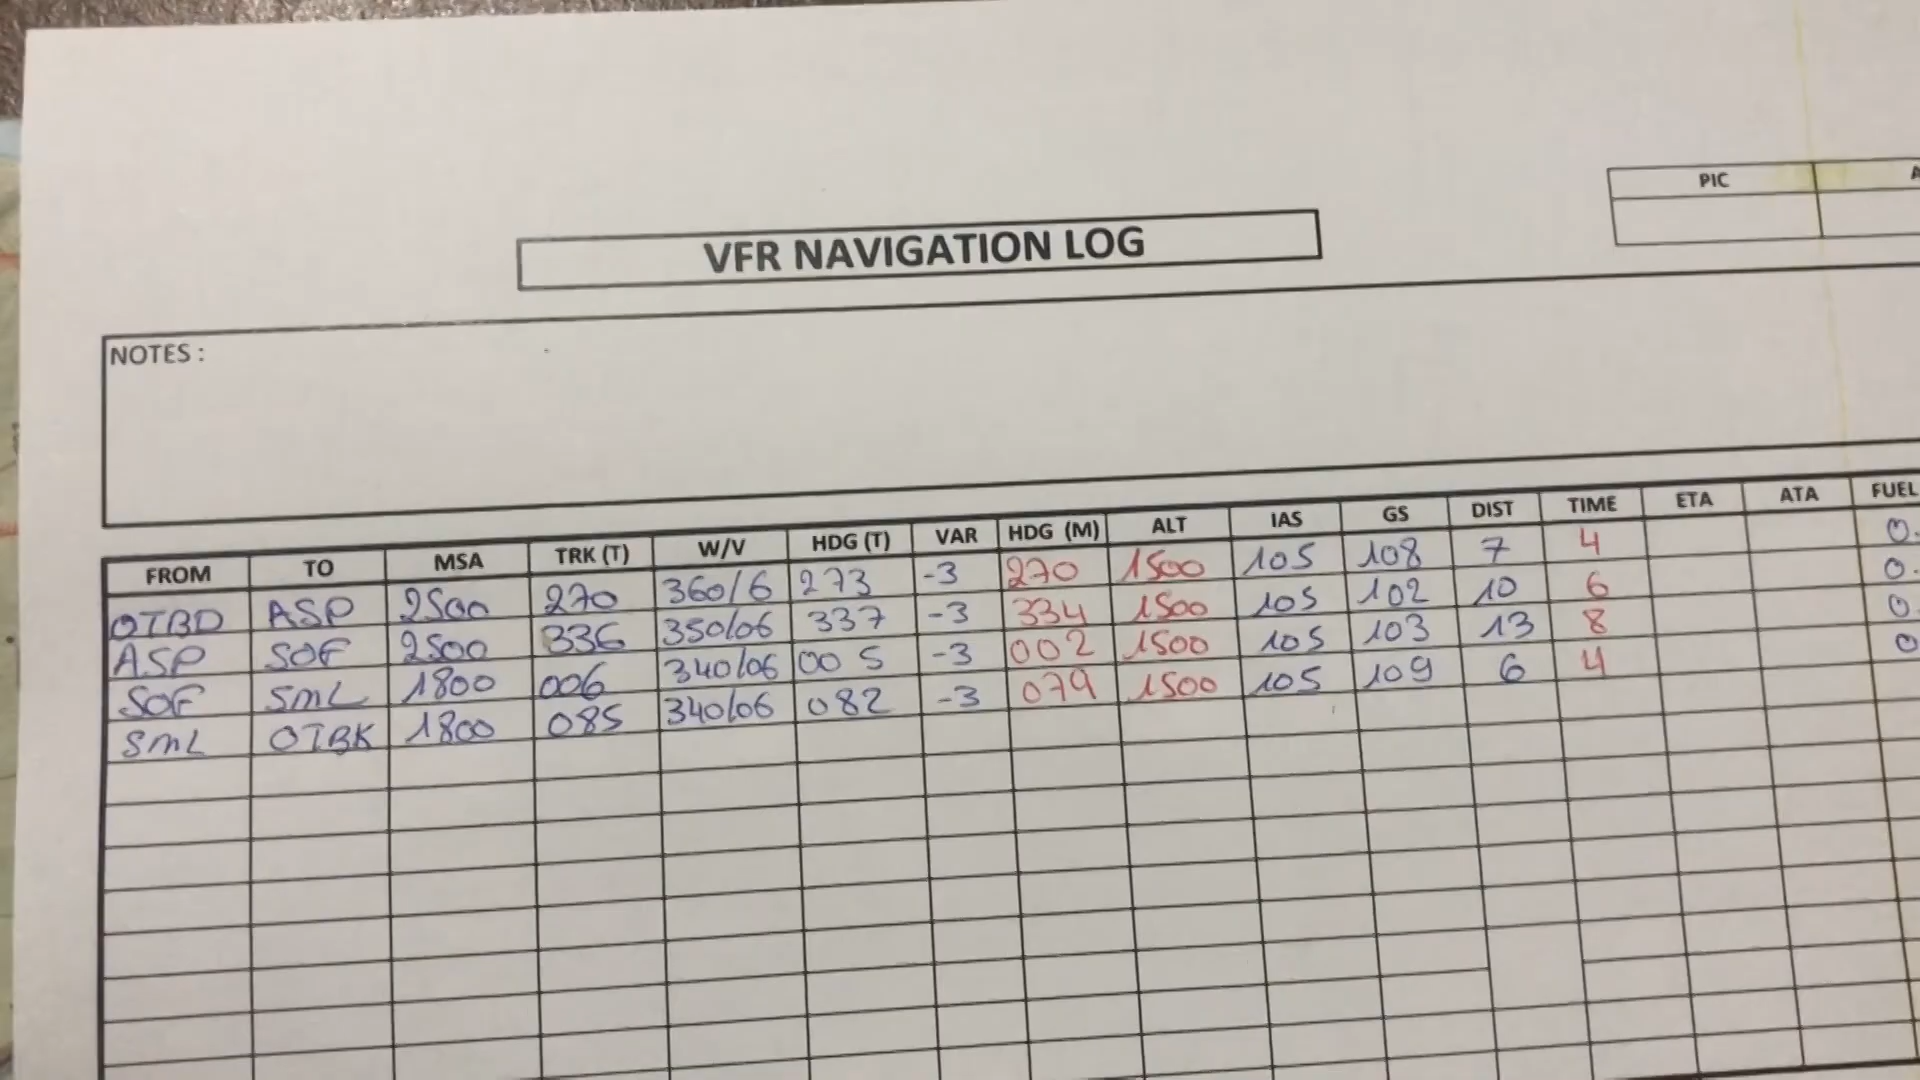 PIC
VFR NAVIGATION LOG
NOTES :
FROM TO MSA TRK (T) W/V HDG (T) VAR HDG (M) ALT IAS GS DIST TIME ETA ATA FUEL
OTBD ASP 2500 270 360/6 273 -3 270 1500 105 108 7 4 0.
ASP SOF 2500 336 350/06 337 -3 334 1500 105 102 10 6 0.
SOF SML 1800 006 340/06 005 -3 002 1500 105 103 13 8 0
SML OTBK 1800 085 340/06 082 -3 079 1500 105 109 6 4 0